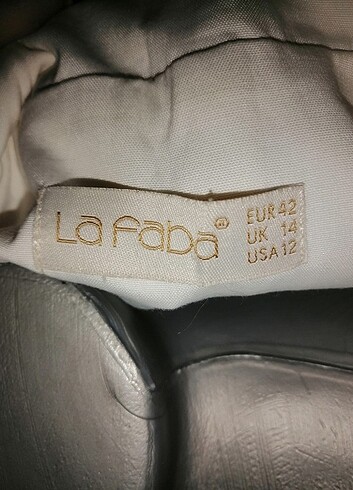 La Faba®
EUR 42
UK 14
USA 12